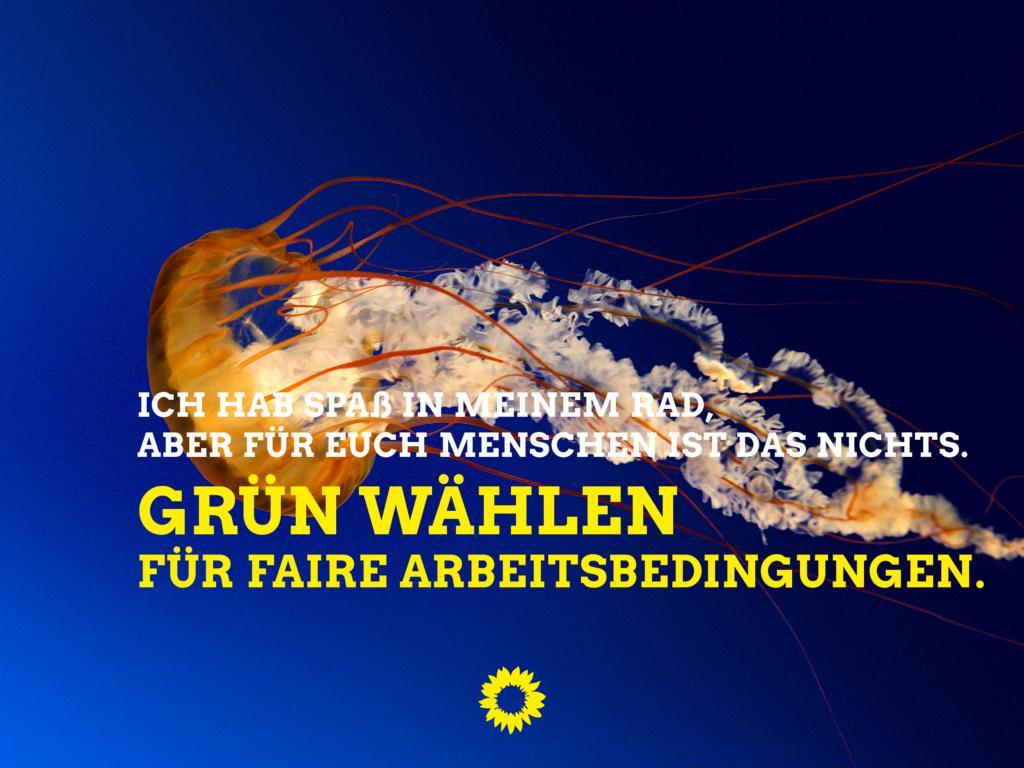 ICH HAB SPAß IN MEINEM RAD,
ABER FÜR EUCH MENSCHEN IST DAS NICHTS.
GRÜN WÄHLEN
FÜR FAIRE ARBEITSBEDINGUNGEN.